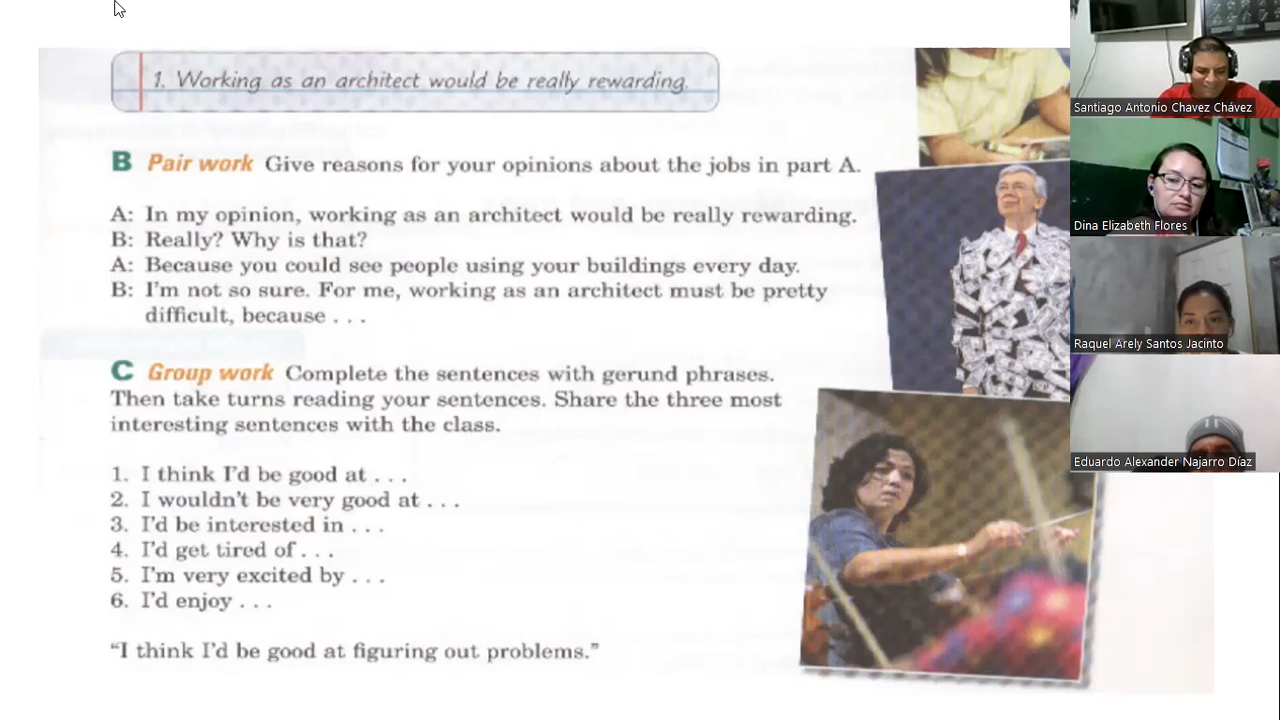 1. Working as an architect would be really rewarding.
B Pair work Give reasons for your opinions about the jobs in part A.
A: In my opinion, working as an architect would be really rewarding.
B: Really? Why is that?
A: Because you could see people using your buildings every day.
B: I'm not so sure. For me, working as an architect must be pretty
difficult, because . . .
C Group work Complete the sentences with gerund phrases.
Then take turns reading your sentences. Share the three most
interesting sentences with the class.
1. I think I'd be good at . . .
2. I wouldn't be very good at . . .
3. I'd be interested in . . .
4. I'd get tired of . . .
5. I'm very excited by . . .
6. I'd enjoy . . .
"I think I'd be good at figuring out problems."
Santiago Antonio Chavez Chávez
Dina Elizabeth Flores
Raquel Arely Santos Jacinto
Eduardo Alexander Najarro Díaz